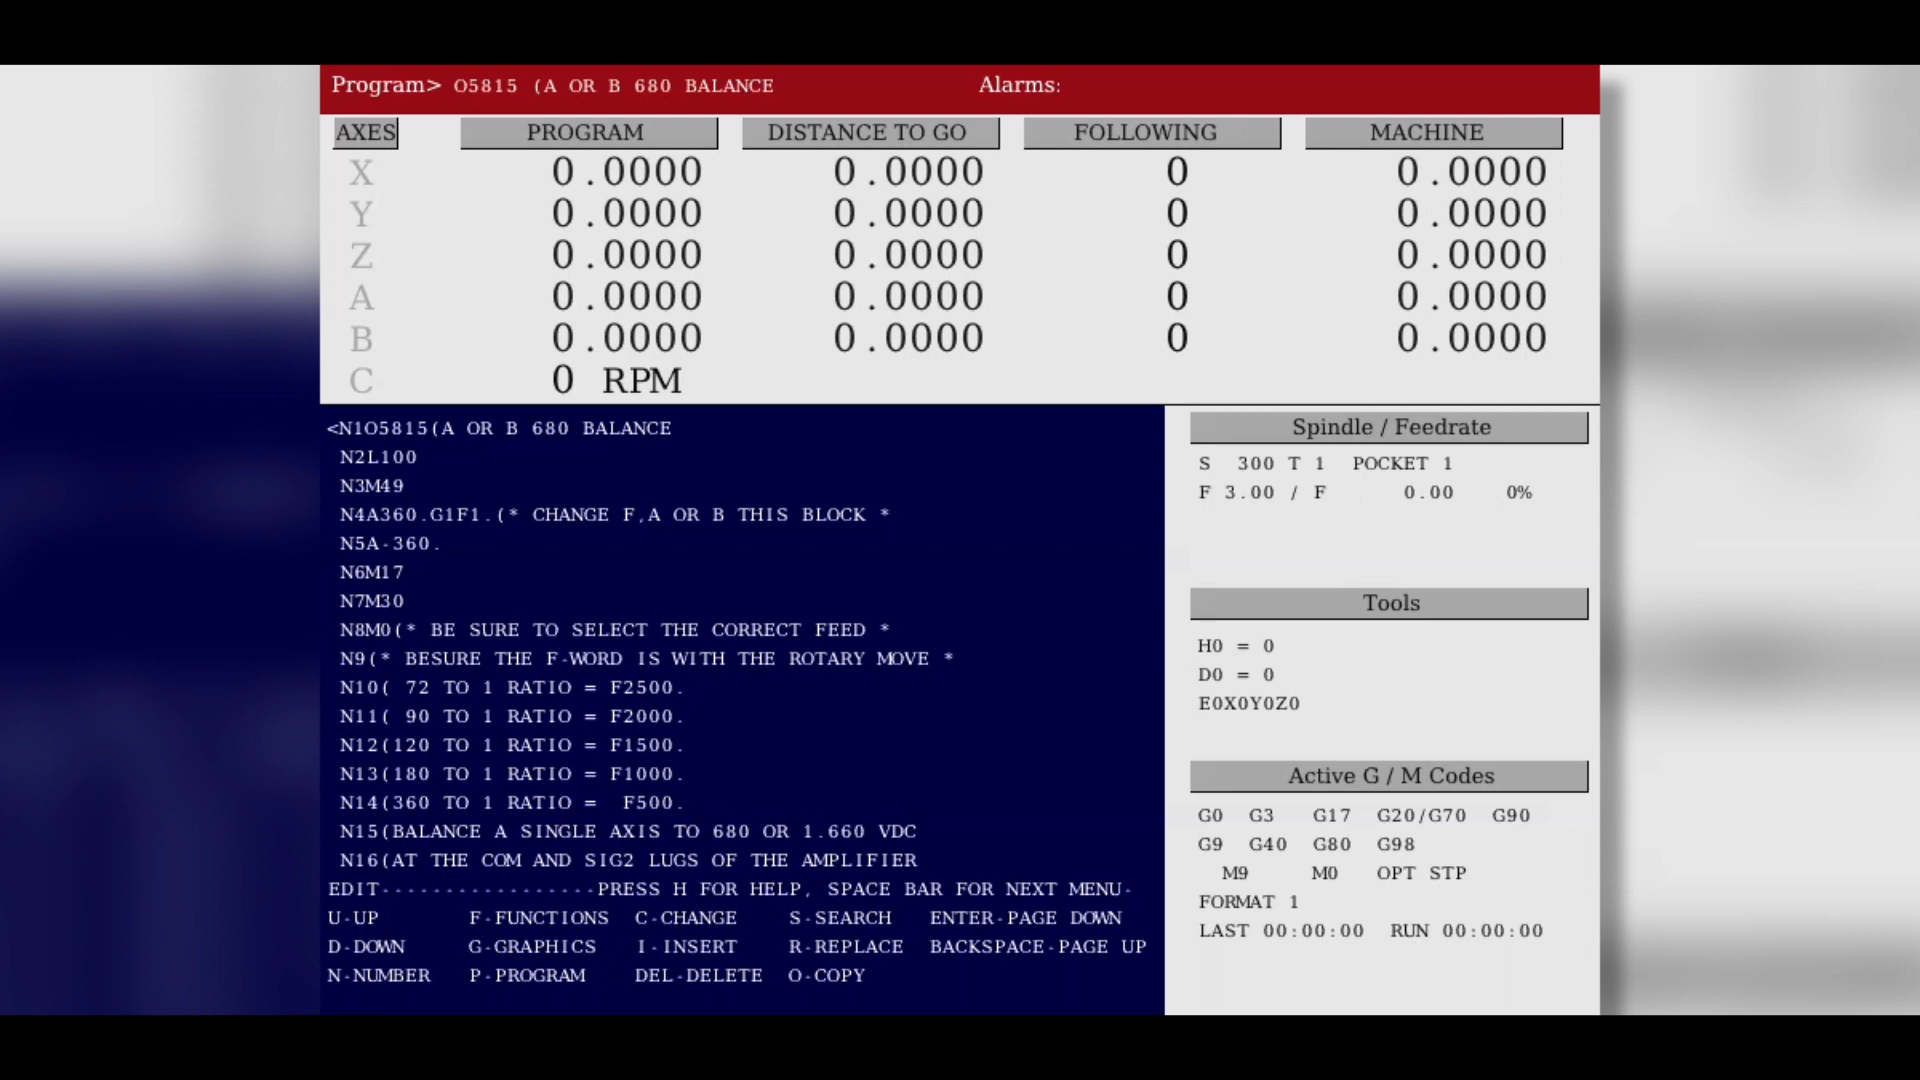 Program> O5815 (A OR B 680 BALANCE Alarms:
AXES PROGRAM DISTANCE TO GO FOLLOWING MACHINE
X 0.0000 0.0000 0 0.0000
Y 0.0000 0.0000 0 0.0000
Z 0.0000 0.0000 0 0.0000
A 0.0000 0.0000 0 0.0000
B 0.0000 0.0000 0 0.0000
C 0 RPM
<N1O5815(A OR B 680 BALANCE
N2L100
N3M49
N4A360.G1F1.(* CHANGE F,A OR B THIS BLOCK *
N5A-360.
N6M17
N7M30
N8M0(* BE SURE TO SELECT THE CORRECT FEED *
N9(* BESURE THE F-WORD IS WITH THE ROTARY MOVE *
N10( 72 TO 1 RATIO = F2500.
N11( 90 TO 1 RATIO = F2000.
N12(120 TO 1 RATIO = F1500.
N13(180 TO 1 RATIO = F1000.
N14(360 TO 1 RATIO = F500.
N15(BALANCE A SINGLE AXIS TO 680 OR 1.660 VDC
N16(AT THE COM AND SIG2 LUGS OF THE AMPLIFIER
EDIT-----------------PRESS H FOR HELP, SPACE BAR FOR NEXT MENU-
U-UP F-FUNCTIONS C-CHANGE S-SEARCH ENTER-PAGE DOWN
D-DOWN G-GRAPHICS I-INSERT R-REPLACE BACKSPACE-PAGE UP
N-NUMBER P-PROGRAM DEL-DELETE O-COPY
Spindle / Feedrate
S 300 T 1 POCKET 1
F 3.00 / F 0.00 0%
Tools
H0 = 0
D0 = 0
E0X0Y0Z0
Active G / M Codes
G0 G3 G17 G20/G70 G90
G9 G40 G80 G98
M9 M0 OPT STP
FORMAT 1
LAST 00:00:00 RUN 00:00:00